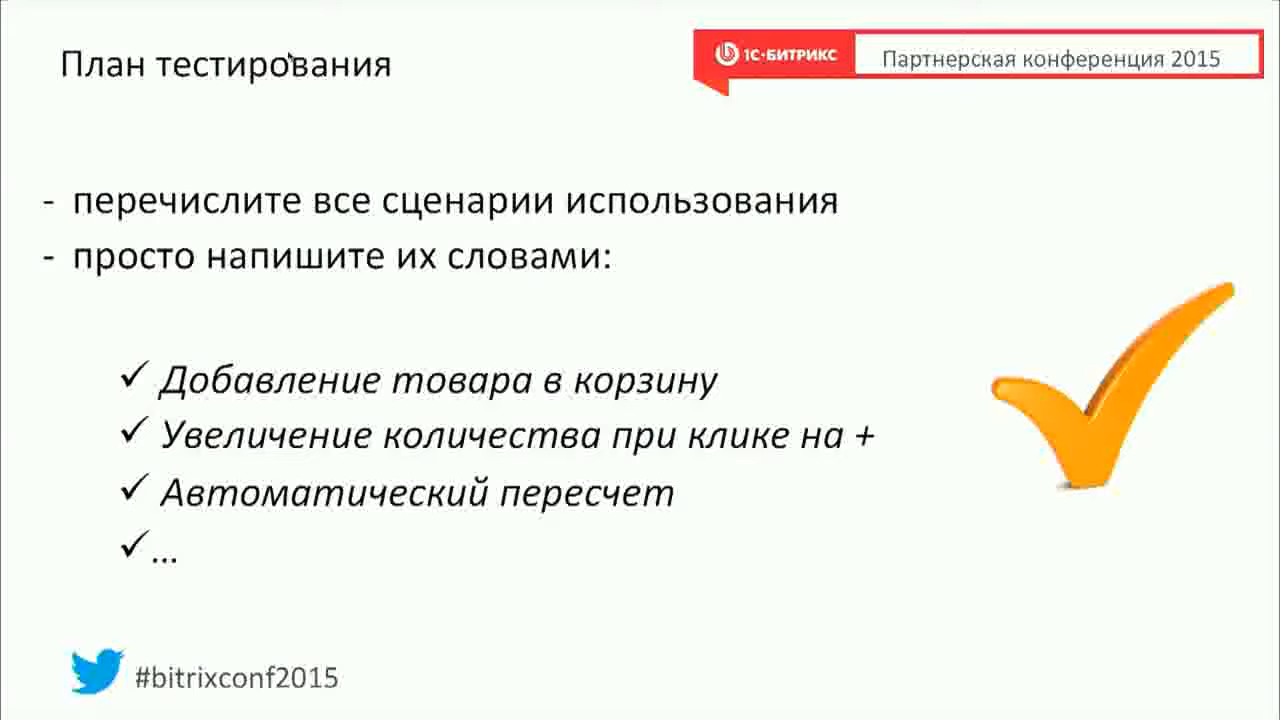 План тестирования
1С-БИТРИКС
Партнерская конференция 2015
- перечислите все сценарии использования
- просто напишите их словами:
✓ Добавление товара в корзину
✓ Увеличение количества при клике на +
✓ Автоматический пересчет
✓ ...
#bitrixconf2015